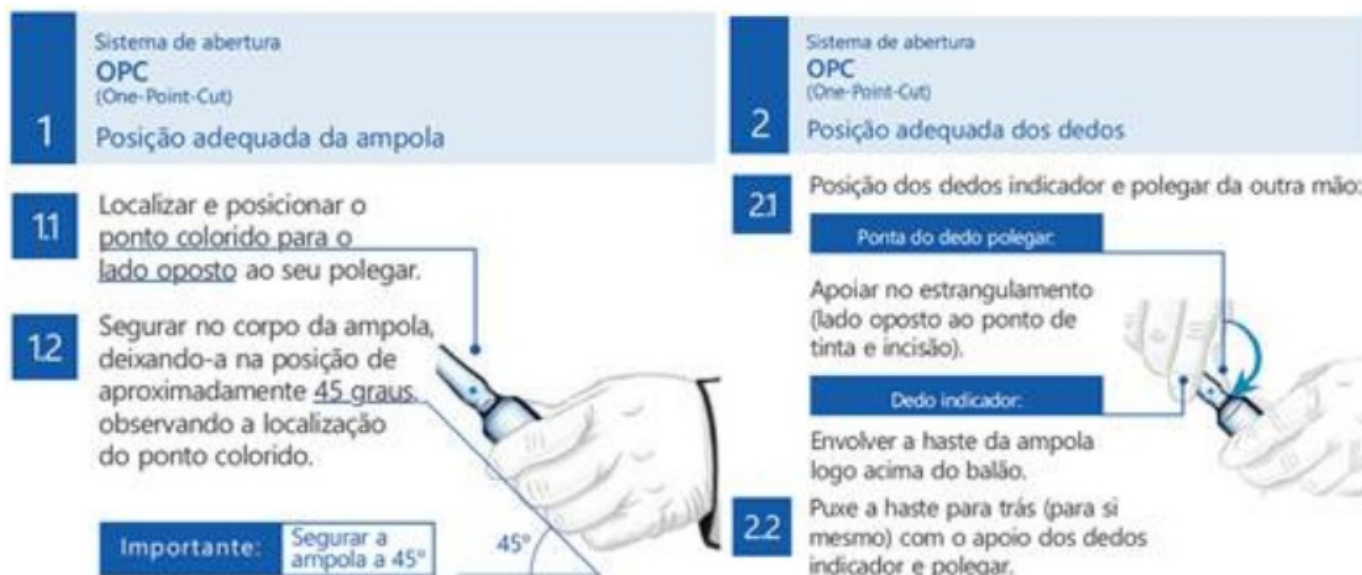 1
Sistema de abertura
OPC
(One-Point-Cut)
Posição adequada da ampola
1.1
Localizar e posicionar o
ponto colorido para o
lado oposto ao seu polegar.
1.2
Segurar no corpo da ampola,
deixando-a na posição de
aproximadamente 45 graus,
observando a localização
do ponto colorido.
Importante:
Segurar a
ampola a 45°
45°
2
Sistema de abertura
OPC
(One-Point-Cut)
Posição adequada dos dedos
2.1
Posição dos dedos indicador e polegar da outra mão:
Ponta do dedo polegar:
Apoiar no estrangulamento
(lado oposto ao ponto de
tinta e incisão).
Dedo indicador:
Envolver a haste da ampola
logo acima do balão.
2.2
Puxe a haste para trás (para si
mesmo) com o apoio dos dedos
indicador e polegar.